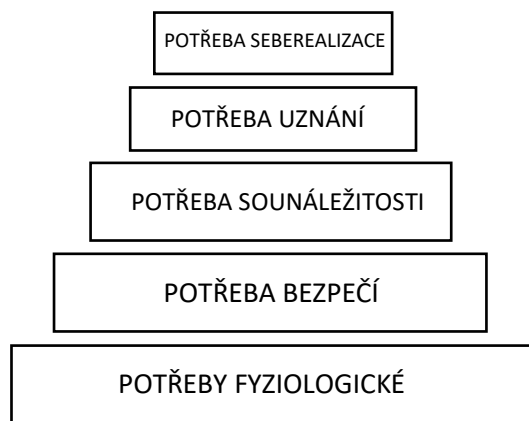 POTŘEBA SEBEREALIZACE
POTŘEBA UZNÁNÍ
POTŘEBA SOUNÁLEŽITOSTI
POTŘEBA BEZPEČÍ
POTŘEBY FYZIOLOGICKÉ